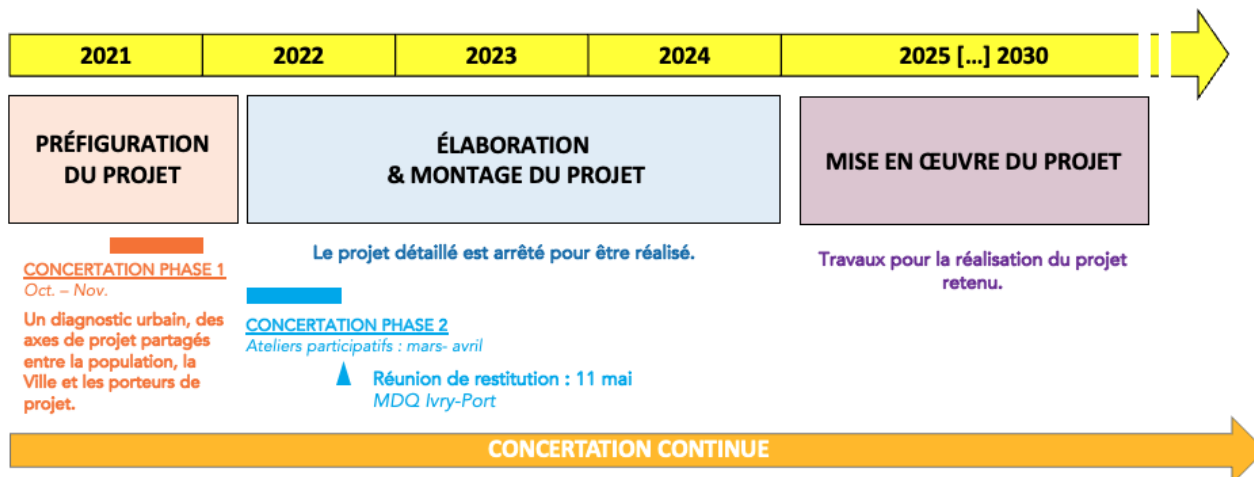 2021
2022
2023
2024
2025 [...] 2030
PRÉFIGURATION
DU PROJET
ÉLABORATION
& MONTAGE DU PROJET
MISE EN ŒUVRE DU PROJET
CONCERTATION PHASE 1
Oct. – Nov.
Un diagnostic urbain, des
axes de projet partagés
entre la population, la
Ville et les porteurs de
projet.
Le projet détaillé est arrêté pour être réalisé.
CONCERTATION PHASE 2
Ateliers participatifs : mars- avril
Réunion de restitution : 11 mai
MDQ Ivry-Port
Travaux pour la réalisation du projet
retenu.
CONCERTATION CONTINUE